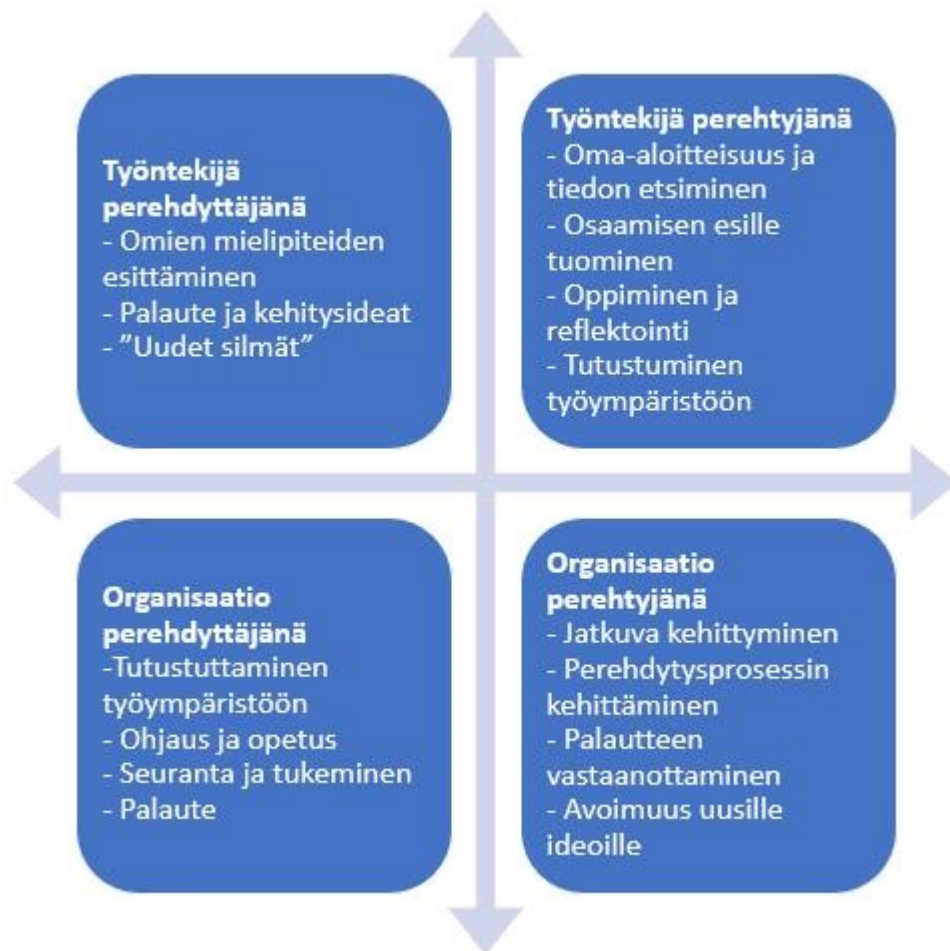 Työntekijä
perehdyttäjänä
- Omien mielipiteiden
esittäminen
- Palaute ja kehitysideat
- ”Uudet silmät”
Työntekijä perehtyjänä
- Oma-aloitteisuus ja
tiedon etsiminen
- Osaamisen esille
tuominen
- Oppiminen ja
reflektointi
- Tutustuminen
työympäristöön
Organisaatio
perehdyttäjänä
-Tutustuttaminen
työympäristöön
- Ohjaus ja opetus
- Seuranta ja tukeminen
- Palaute
Organisaatio
perehtyjänä
- Jatkuva kehittyminen
- Perehdytysprosessin
kehittäminen
- Palautteen
vastaanottaminen
- Avoimuus uusille
ideoille